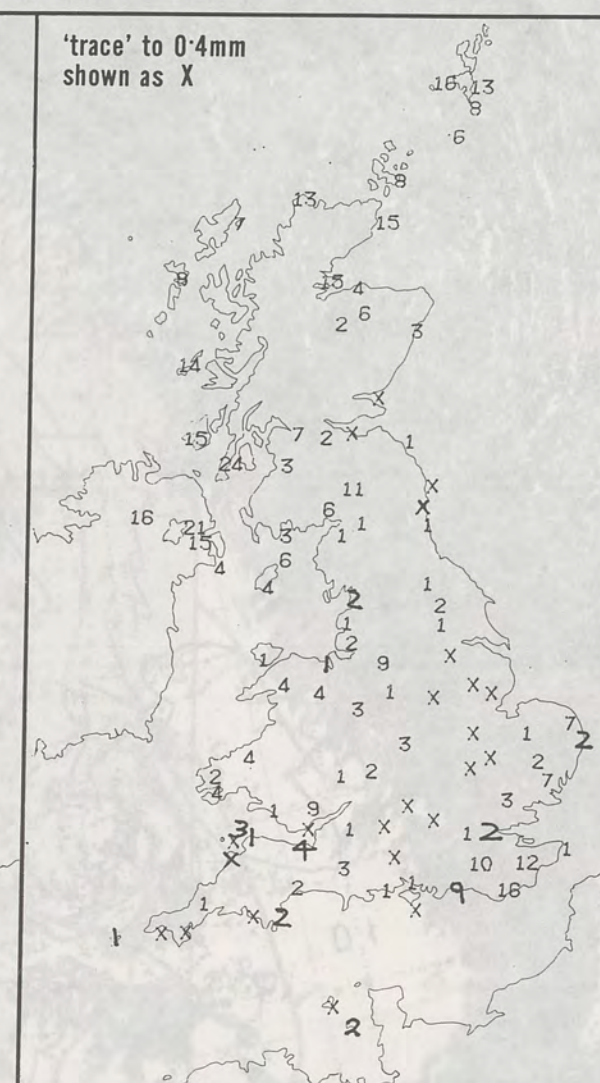 'trace' to 0·4mm
shown as X
16 13
8
6
8
13
7 15
8 15 4
6
2 3
14
X
15 7 2 X 1
24 3
11 X
6 X
16 21 3 1 1 1
15
4 6
4 1
2 2
1 1
2 X
1 1 9
4 4 1 X X X
3
7
X 1 2
4 3
X 2
2 1 2 X 7
4
9 X 3
1
3 X 1 X X 1 2
X 1
4 1
X X 10 12
3
2 1 1 9 16
1
X 2 X
1 X X
X
2